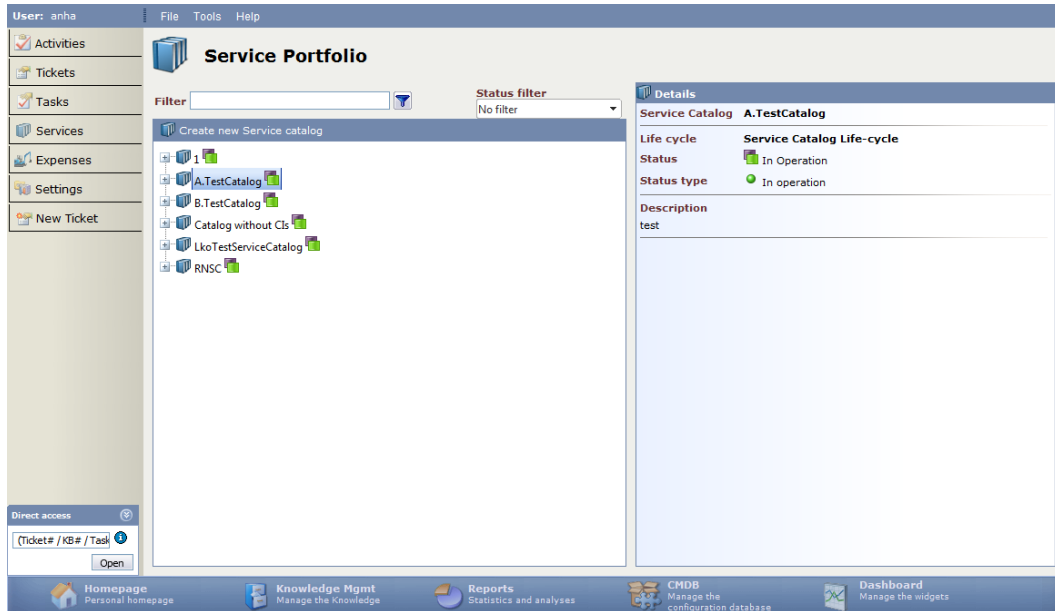 User: anha
File Tools Help
Activities
Tickets
Tasks
Services
Expenses
Settings
New Ticket
Service Portfolio
Filter
Status filter
No filter
Create new Service catalog
1
A.TestCatalog
B.TestCatalog
Catalog without CIs
LkoTestServiceCatalog
RNSC
Details
Service Catalog A.TestCatalog
Life cycle Service Catalog Life-cycle
Status In Operation
Status type In operation
Description
test
Direct access
(Ticket# / KB# / Task
Open
Homepage
Personal homepage
Knowledge Mgmt
Manage the Knowledge
Reports
Statistics and analyses
CMDB
Manage the
configuration database
Dashboard
Manage the widgets